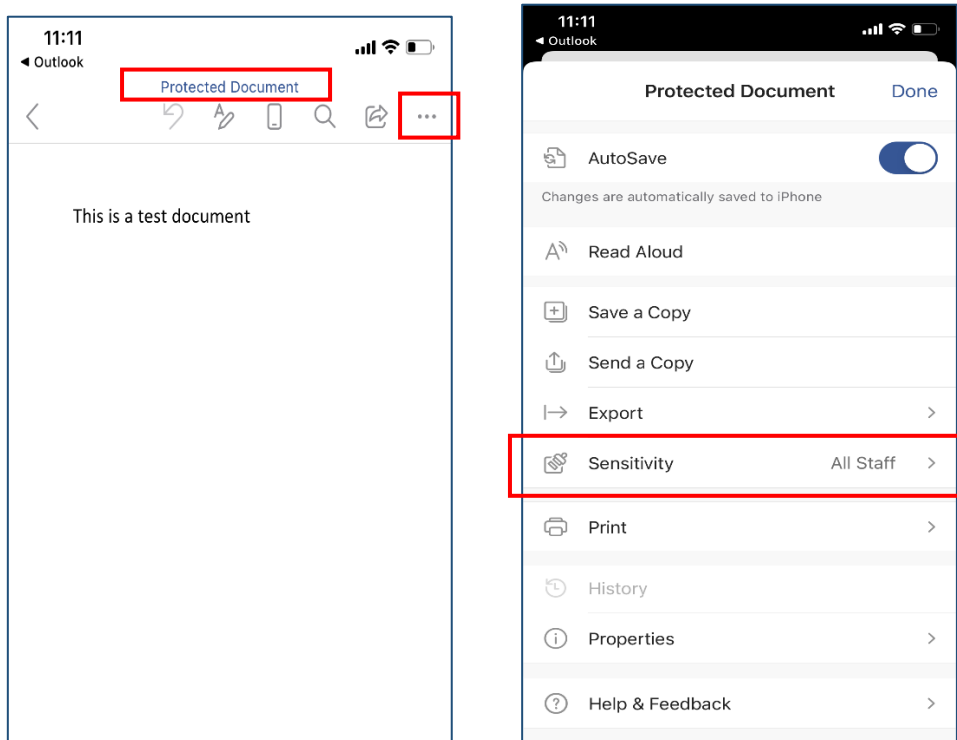 11:11
◀ Outlook
Protected Document
This is a test document
11:11
◀ Outlook
Protected Document Done
AutoSave
Changes are automatically saved to iPhone
Read Aloud
Save a Copy
Send a Copy
Export
Sensitivity All Staff
Print
History
Properties
Help & Feedback